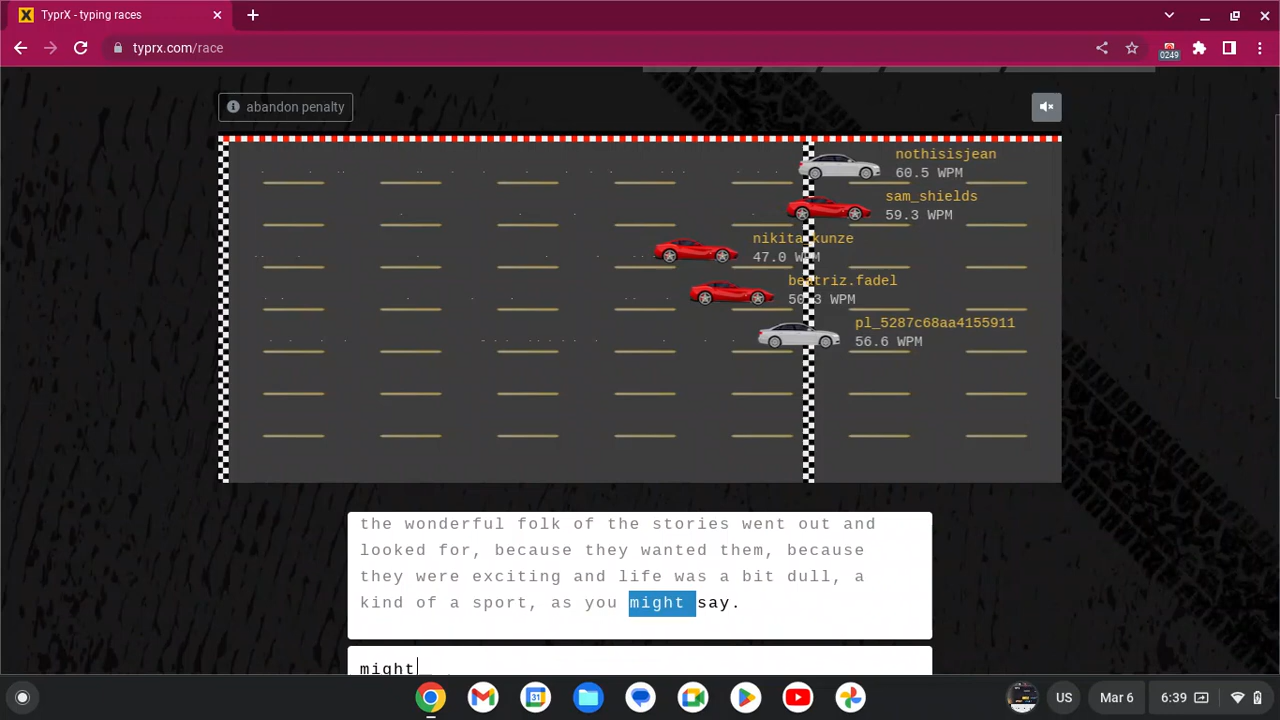 TyprX - typing races
typrx.com/race
0249
abandon penalty
nothisisjean
60.5 WPM
sam_shields
59.3 WPM
nikita_kunze
47.0 WPM
beatriz.fadel
50.3 WPM
pl_5287c68aa4155911
56.6 WPM
the wonderful folk of the stories went out and
looked for, because they wanted them, because
they were exciting and life was a bit dull, a
kind of a sport, as you might say.
might
US
Mar 6
6:39